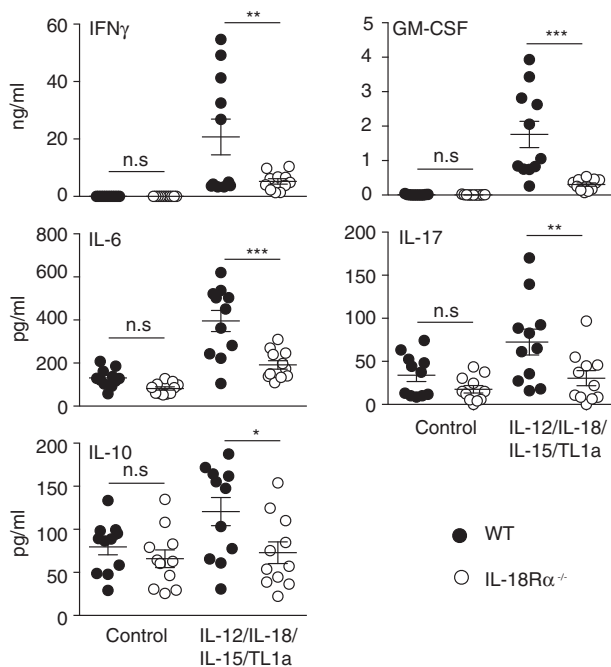 IFNγ
**
60
40
20
0
ng/ml
n.s
GM-CSF
***
5
4
3
2
1
0
n.s
IL-6
***
800
600
400
200
0
pg/ml
n.s
IL-17
**
200
150
100
50
0
pg/ml
n.s
Control
IL-12/IL-18/
IL-15/TL1a
IL-10
*
200
150
100
50
0
pg/ml
n.s
Control
IL-12/IL-18/
IL-15/TL1a
WT
IL-18Rα-/-